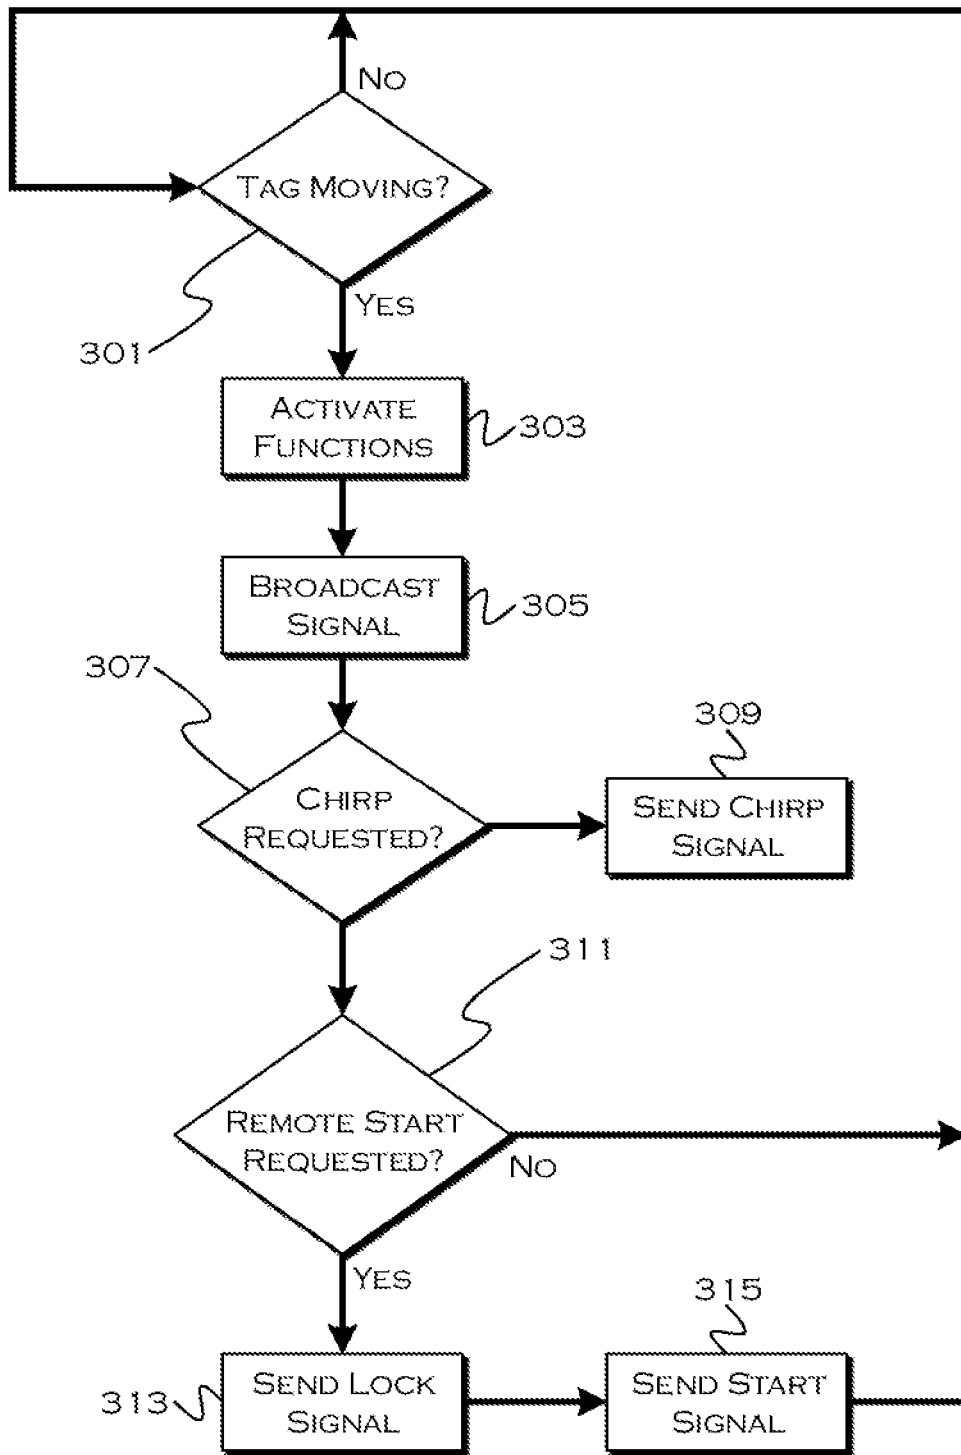 No
Tag Moving?
Yes
301
Activate
Functions
303
Broadcast
Signal
305
307
309
Chirp
Requested?
Send Chirp
Signal
311
Remote Start
Requested?
No
Yes
315
313
Send Lock
Signal
Send Start
Signal